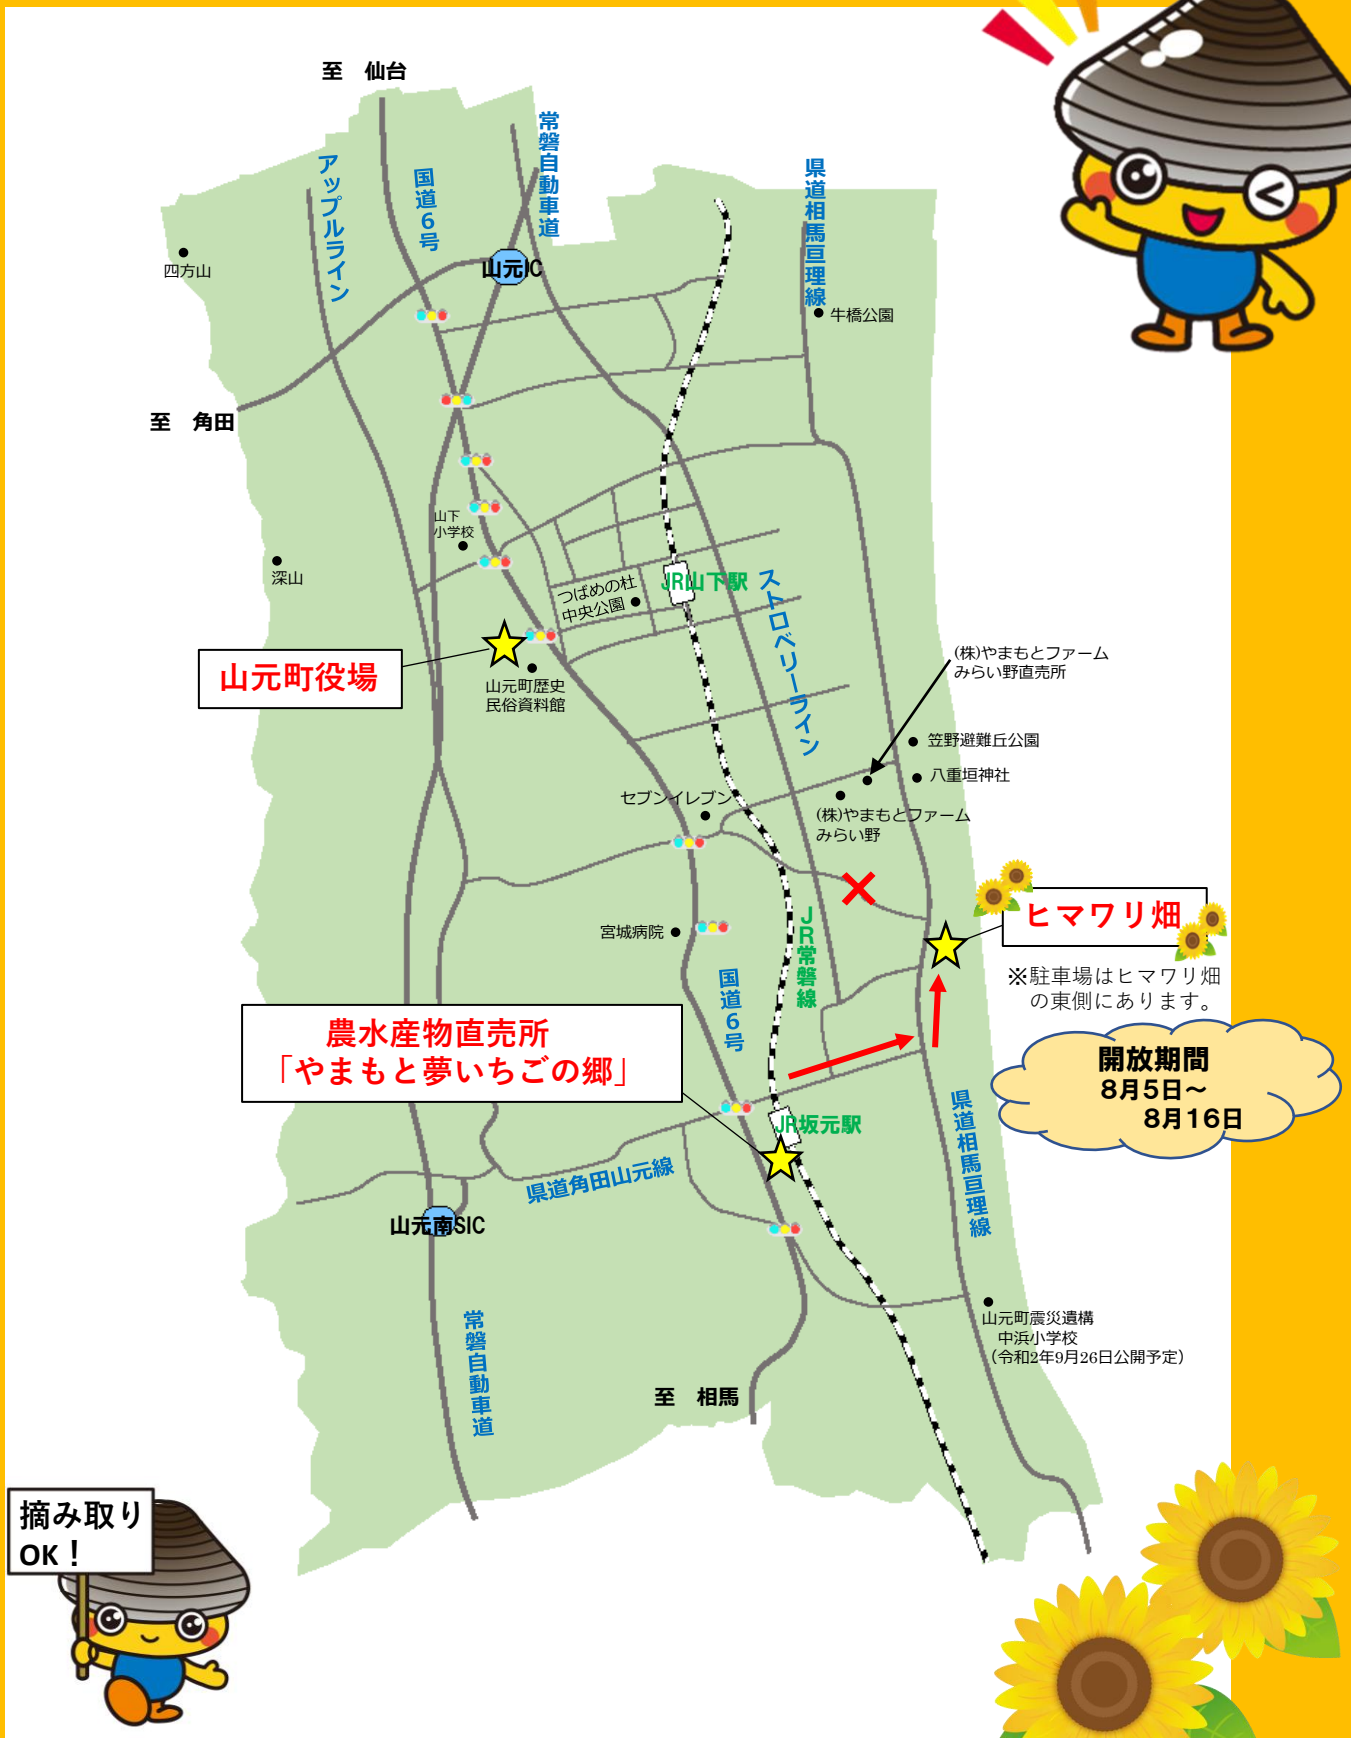 至　仙台
常磐自動車道
アップルライン
国道６号
県道相馬亘理線
四方山
山元IC
牛橋公園
至　角田
山下
小学校
深山
つばめの杜
中央公園
JR山下駅
ストロベリーライン
山元町役場
山元町歴史
民俗資料館
(株)やまもとファーム
みらい野直売所
笠野避難丘公園
八重垣神社
セブンイレブン
(株)やまもとファーム
みらい野
ヒマワリ畑
宮城病院
JR常磐線
国道６号
※駐車場はヒマワリ畑
の東側にあります。
農水産物直売所
「やまもと夢いちごの郷」
開放期間
8月5日～
8月16日
JR坂元駅
県道相馬亘理線
県道角田山元線
山元南SIC
常磐自動車道
山元町震災遺構
中浜小学校
（令和2年9月26日公開予定）
至　相馬
摘み取り
OK！